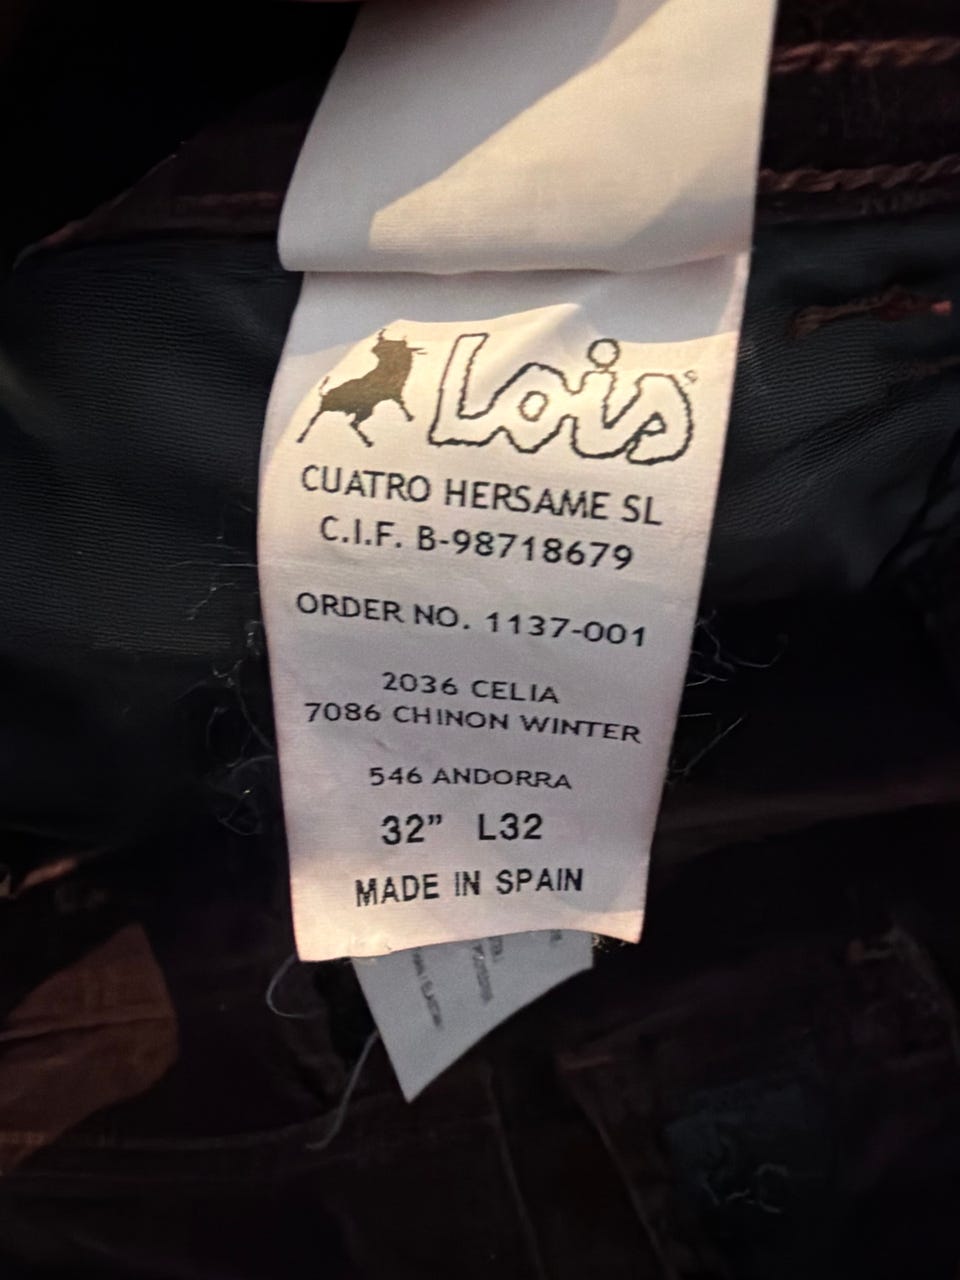 Lois®
CUATRO HERSAME SL
C.I.F. B-98718679
ORDER NO. 1137-001
2036 CELIA
7086 CHINON WINTER
546 ANDORRA
32” L32
MADE IN SPAIN